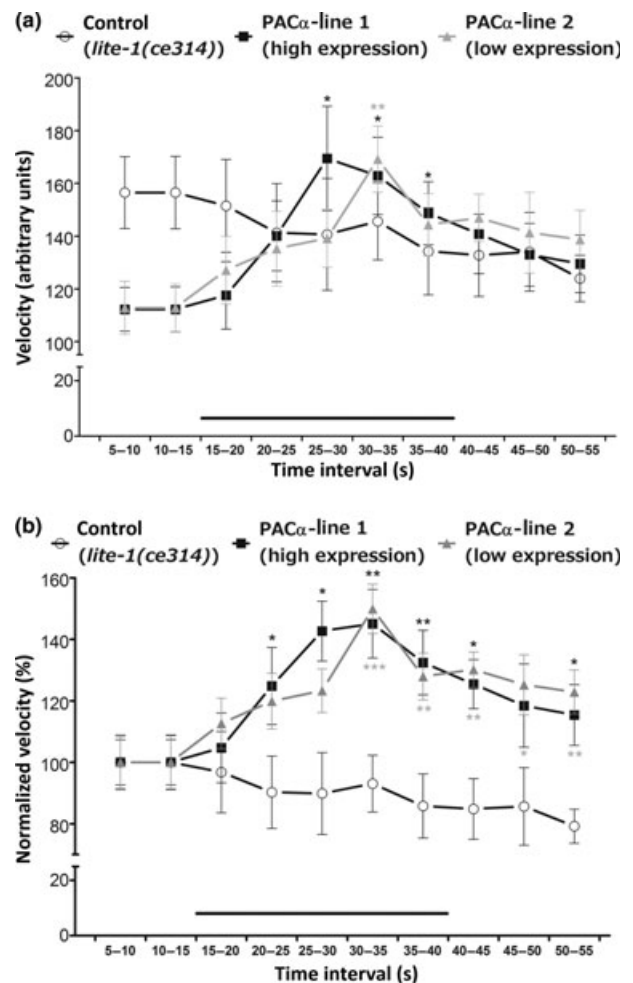 (a)
Control PACα-line 1 PACα-line 2
(lite-1(ce314)) (high expression) (low expression)
Velocity (arbitrary units)
200
180
160
140
120
100
20
0
* ** * *
5–10 10–15 15–20 20–25 25–30 30–35 35–40 40–45 45–50 50–55
Time interval (s)
(b)
Control PACα-line 1 PACα-line 2
(lite-1(ce314)) (high expression) (low expression)
Normalized velocity (%)
160
140
120
100
80
20
0
* * ** ** * *
*** ** ** * **
5–10 10–15 15–20 20–25 25–30 30–35 35–40 40–45 45–50 50–55
Time interval (s)